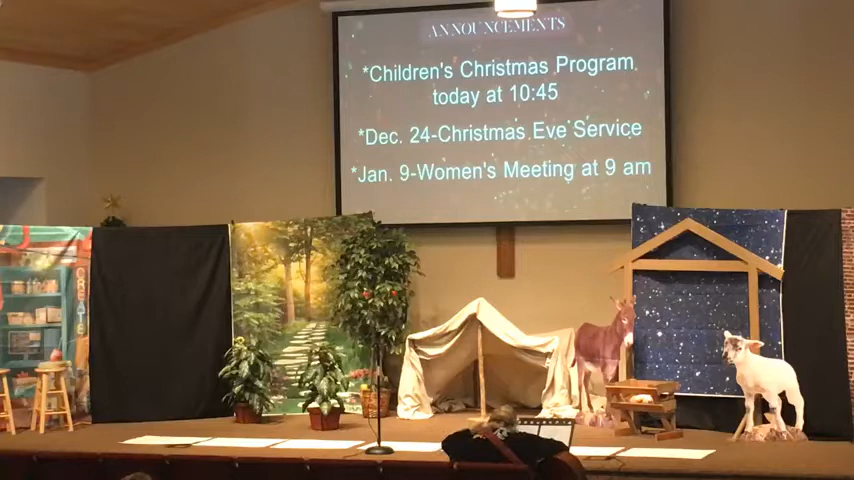 ANNOUNCEMENTS
*Children's Christmas Program
today at 10:45
*Dec. 24-Christmas Eve Service
*Jan. 9-Women's Meeting at 9 am
CREATE